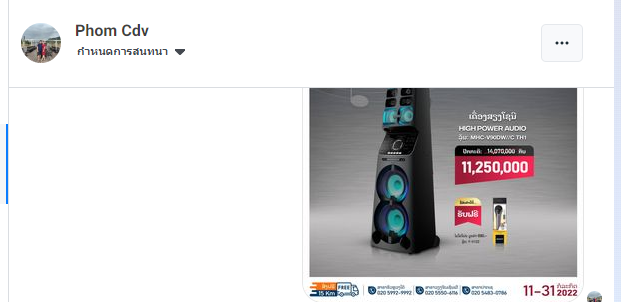 Phom Cdv
กำหนดการสนทนา
ເຄື່ອງສຽງໂຊນີ
HIGH POWER AUDIO
ລຸ້ນ: MHC-V90DW//C TH1
14,070,000 ກີບ
11,250,000
ຮັບຟຣີ
FREE
15 Km
020 5992-9992
020 5550-6116
020 5483-0786
11-31 ກໍລະກົດ
2022